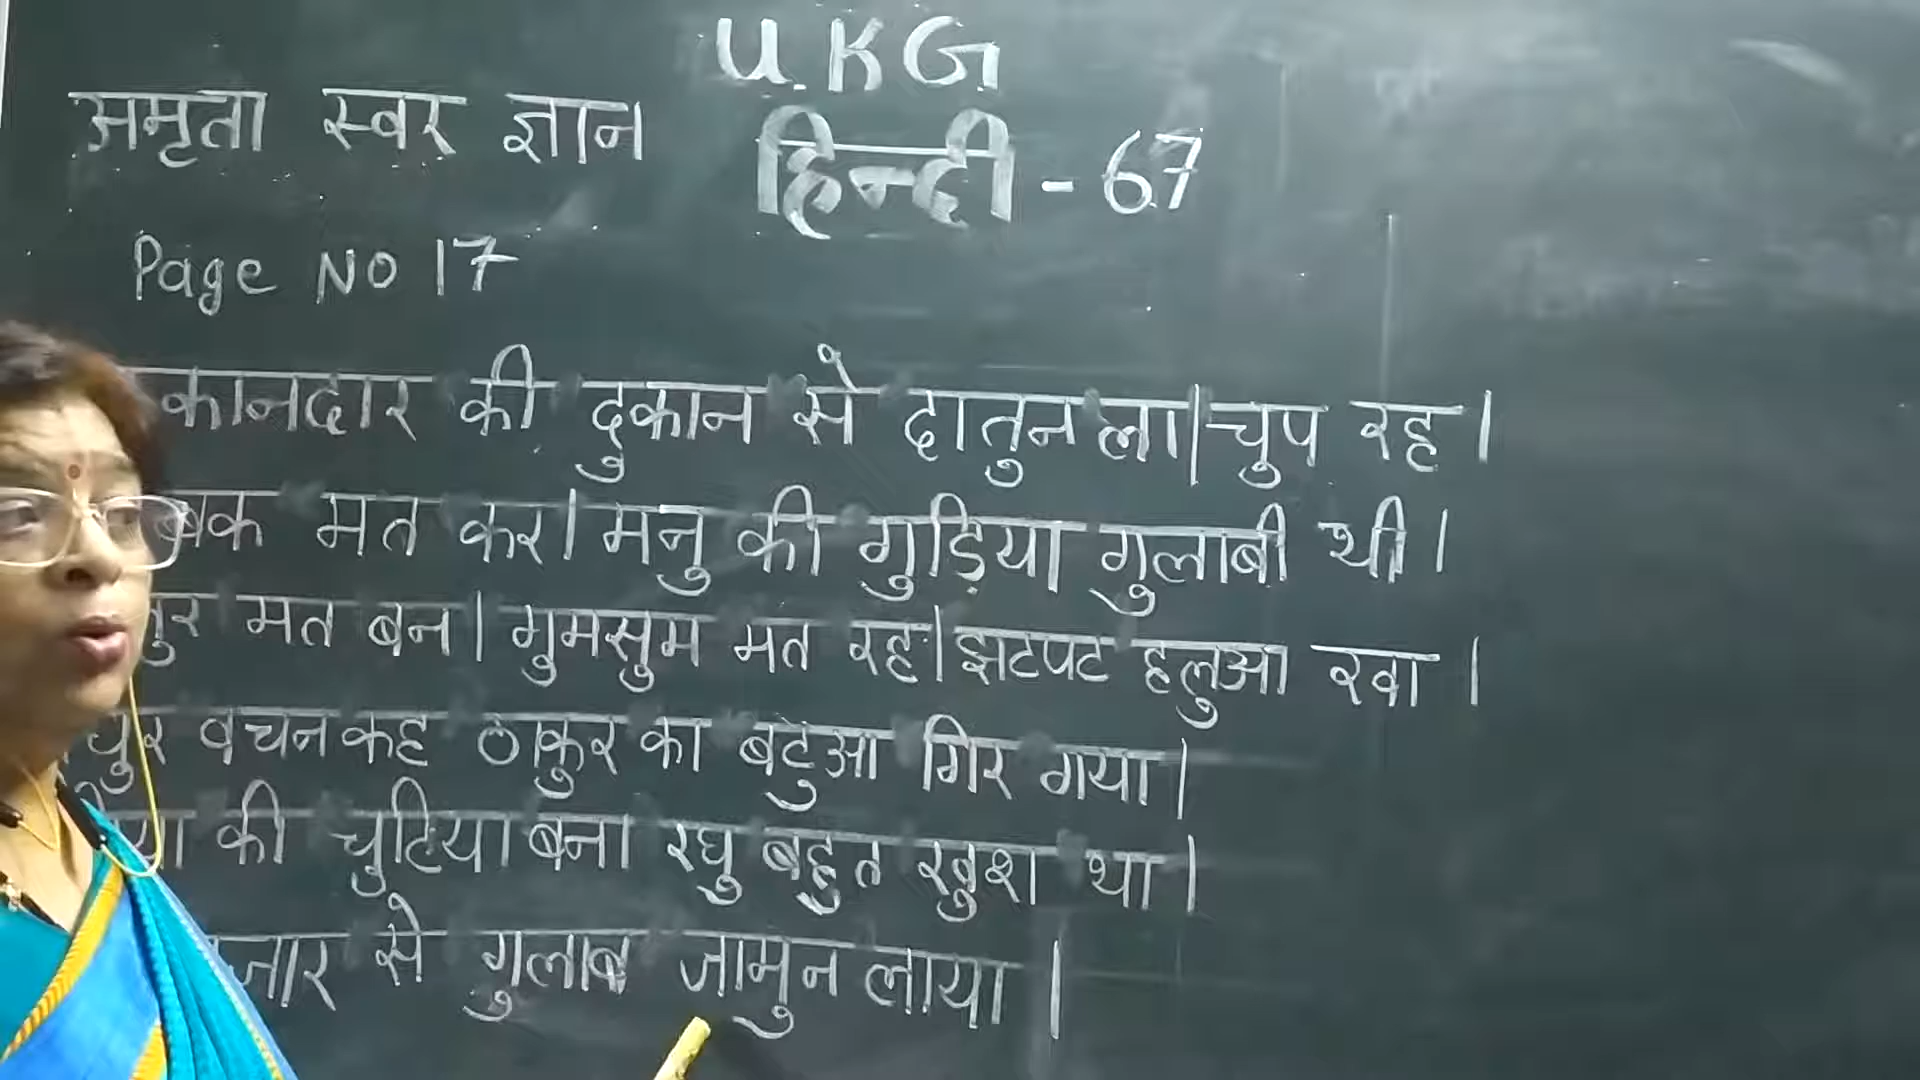 U.K.G.
अमृता स्वर ज्ञान हिन्दी - 67
Page No 17
कानदार की दुकान से दातुन ला|चुप रह।
बक मत कर। मनु की गुड़िया गुलाबी थी।
तुर मत बन। गुमसुम मत रह।झटपट हलुआ खा।
धुर वचन कह ठाकुर का बटुआ गिर गया।
या की चुटिया बना रघु बहुत खुश था।
जार से गुलाब जामुन लाया।